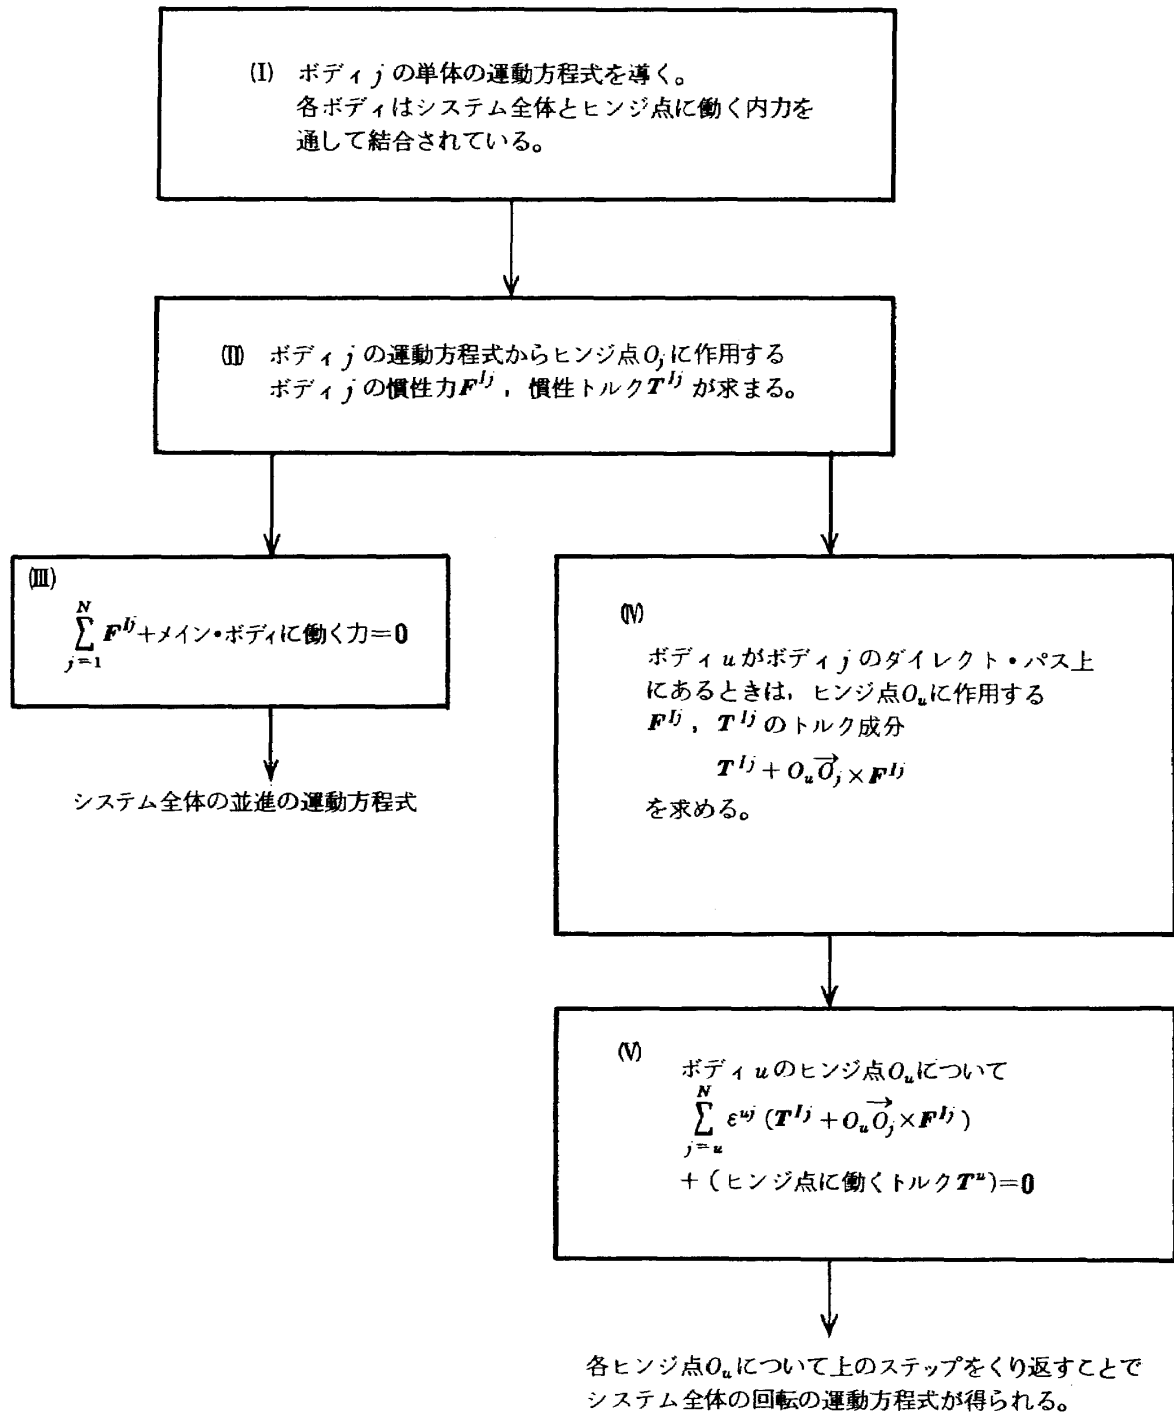 (I) ボディ j の単体の運動方程式を導く。
各ボディはシステム全体とヒンジ点に働く内力を
通して結合されている。
(II) ボディ j の運動方程式からヒンジ点 O_j に作用する
ボディ j の慣性力 F^{Ij} ，慣性トルク T^{Ij} が求まる。
(III)
\sum_{j=1}^{N} F^{Ij} ＋メイン・ボディに働く力＝0
システム全体の並進の運動方程式
(IV)
ボディ u がボディ j のダイレクト・パス上
にあるときは，ヒンジ点 O_u に作用する
F^{Ij} ，T^{Ij} のトルク成分
T^{Ij} + \overrightarrow{O_u O_j} × F^{Ij}
を求める。
(V)
ボディ u のヒンジ点 O_u について
\sum_{j=u}^{N} ε^{uj} (T^{Ij} + \overrightarrow{O_u O_j} × F^{Ij})
＋（ヒンジ点に働くトルク T^u）＝0
各ヒンジ点 O_u について上のステップをくり返すことで
システム全体の回転の運動方程式が得られる。